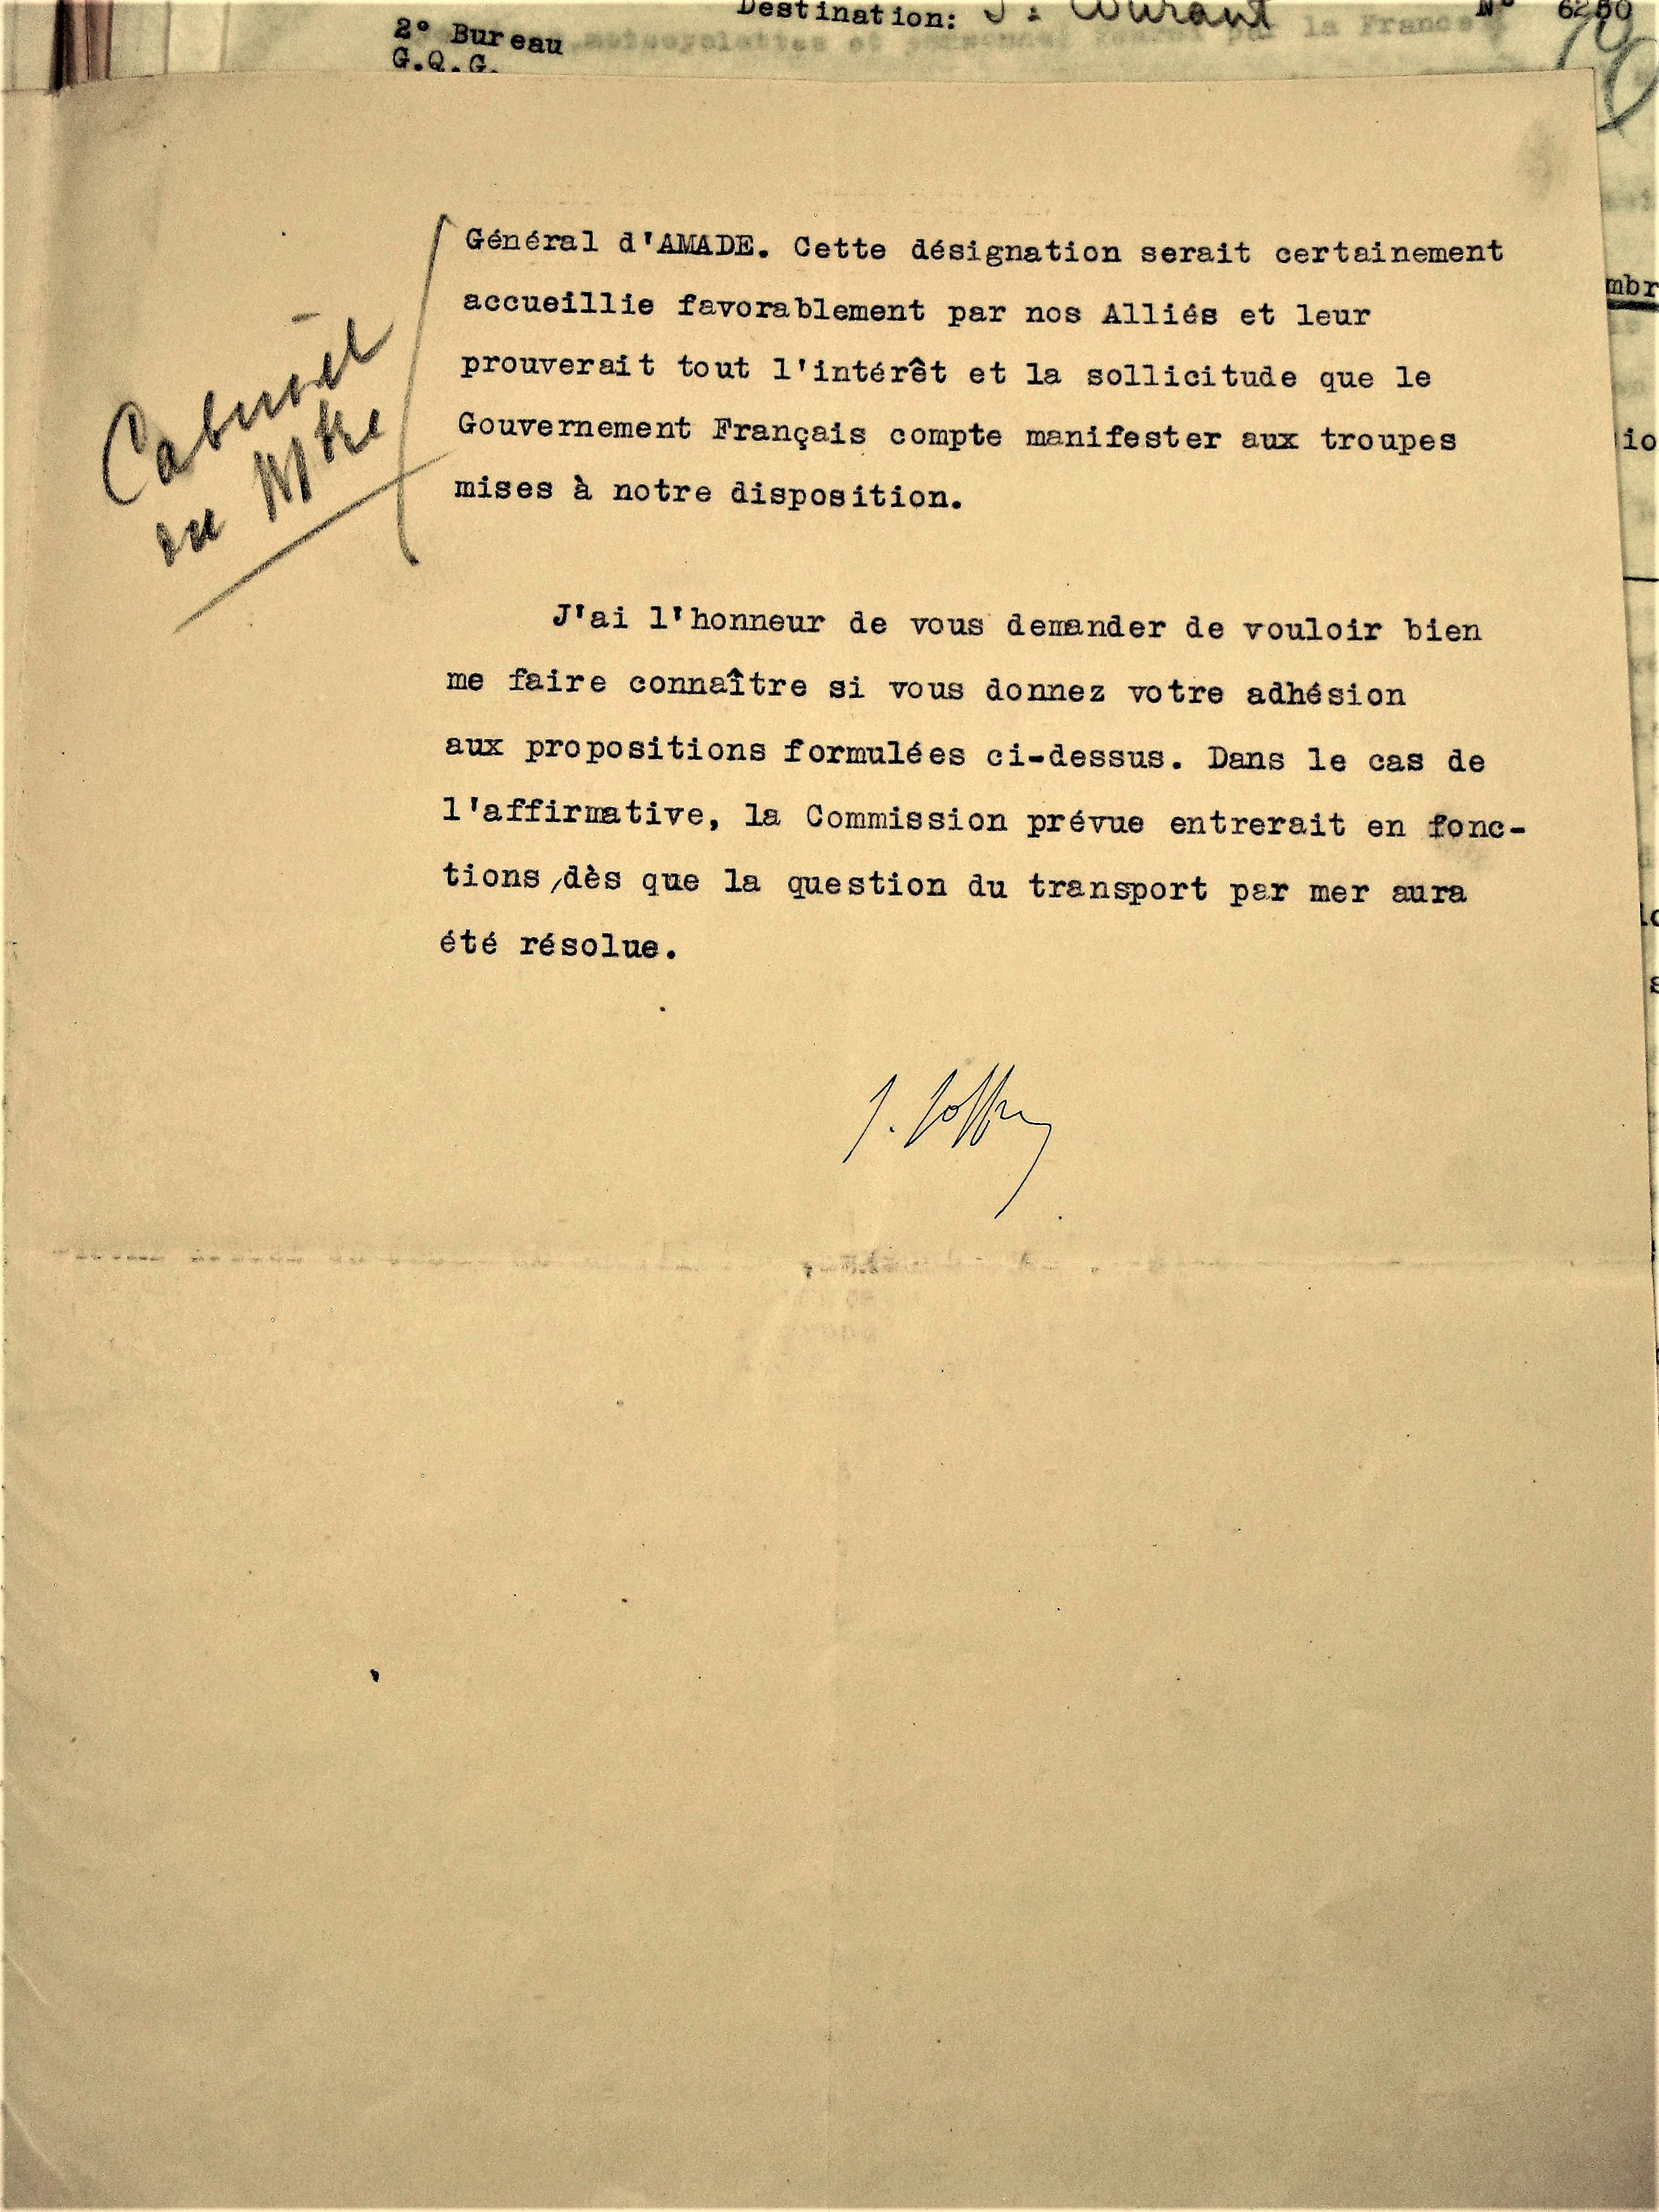 Destination: J. Courant N° 6250
2° Bureau
G.Q.G.
la France
Général d'AMADE. Cette désignation serait certainement
accueillie favorablement par nos Alliés et leur
prouverait tout l'intérêt et la sollicitude que le
Gouvernement Français compte manifester aux troupes
mises à notre disposition.
Cabinet
du Mtre
J'ai l'honneur de vous demander de vouloir bien
me faire connaître si vous donnez votre adhésion
aux propositions formulées ci-dessus. Dans le cas de
l'affirmative, la Commission prévue entrerait en fonc-
tions, dès que la question du transport par mer aura
été résolue.
J. Joffre